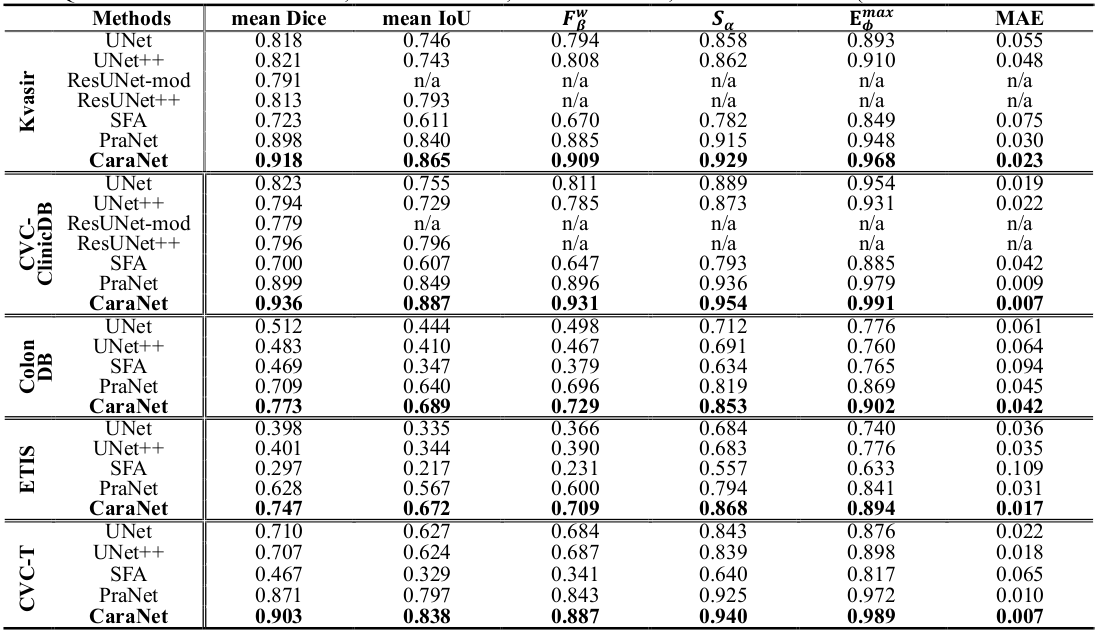 Methods mean Dice mean IoU F_β^w S_α E_ϕ^max MAE
Kvasir
UNet 0.818 0.746 0.794 0.858 0.893 0.055
UNet++ 0.821 0.743 0.808 0.862 0.910 0.048
ResUNet-mod 0.791 n/a n/a n/a n/a n/a
ResUNet++ 0.813 0.793 n/a n/a n/a n/a
SFA 0.723 0.611 0.670 0.782 0.849 0.075
PraNet 0.898 0.840 0.885 0.915 0.948 0.030
CaraNet 0.918 0.865 0.909 0.929 0.968 0.023
CVC-
ClinicDB
UNet 0.823 0.755 0.811 0.889 0.954 0.019
UNet++ 0.794 0.729 0.785 0.873 0.931 0.022
ResUNet-mod 0.779 n/a n/a n/a n/a n/a
ResUNet++ 0.796 0.796 n/a n/a n/a n/a
SFA 0.700 0.607 0.647 0.793 0.885 0.042
PraNet 0.899 0.849 0.896 0.936 0.979 0.009
CaraNet 0.936 0.887 0.931 0.954 0.991 0.007
Colon
DB
UNet 0.512 0.444 0.498 0.712 0.776 0.061
UNet++ 0.483 0.410 0.467 0.691 0.760 0.064
SFA 0.469 0.347 0.379 0.634 0.765 0.094
PraNet 0.709 0.640 0.696 0.819 0.869 0.045
CaraNet 0.773 0.689 0.729 0.853 0.902 0.042
ETIS
UNet 0.398 0.335 0.366 0.684 0.740 0.036
UNet++ 0.401 0.344 0.390 0.683 0.776 0.035
SFA 0.297 0.217 0.231 0.557 0.633 0.109
PraNet 0.628 0.567 0.600 0.794 0.841 0.031
CaraNet 0.747 0.672 0.709 0.868 0.894 0.017
CVC-T
UNet 0.710 0.627 0.684 0.843 0.876 0.022
UNet++ 0.707 0.624 0.687 0.839 0.898 0.018
SFA 0.467 0.329 0.341 0.640 0.817 0.065
PraNet 0.871 0.797 0.843 0.925 0.972 0.010
CaraNet 0.903 0.838 0.887 0.940 0.989 0.007